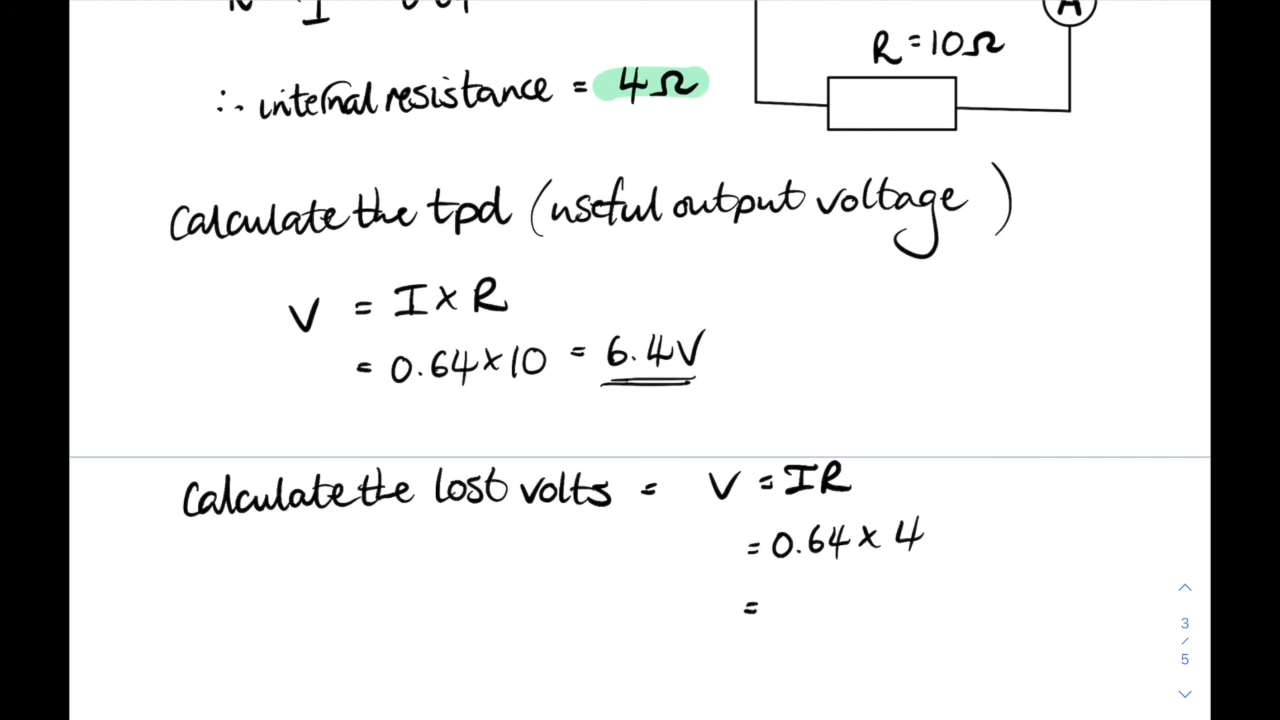 A
R = 10Ω
∴ internal resistance = 4Ω
Calculate the tpd (useful output voltage )
V = I × R
= 0.64 × 10 = 6.4V
Calculate the lost volts = V = IR
= 0.64 × 4
=
3
/
5